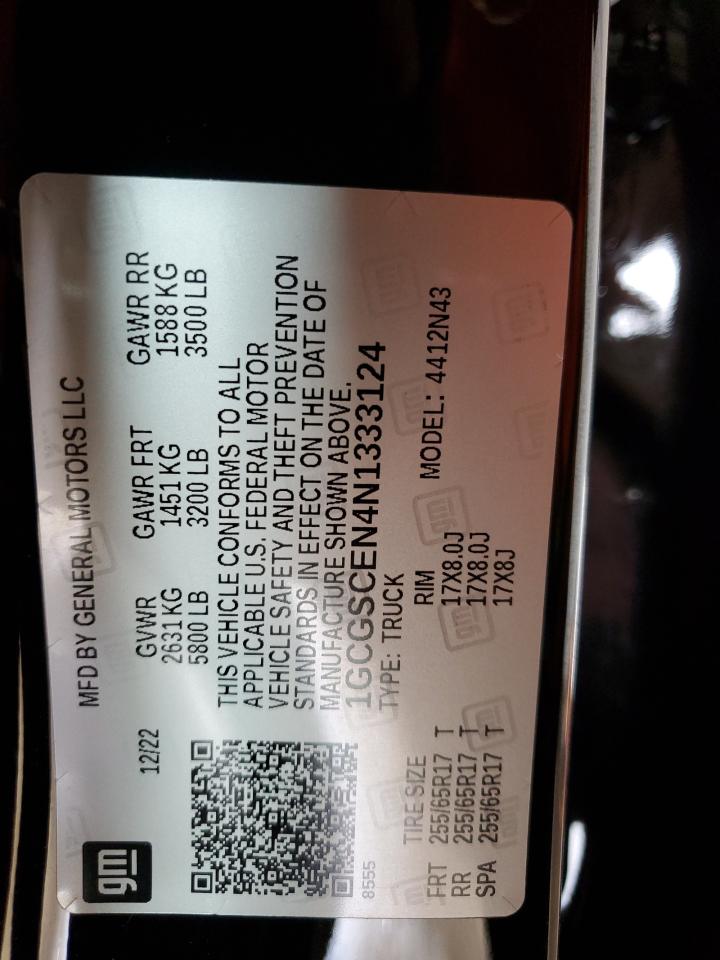 gm
MFD BY GENERAL MOTORS LLC
12/22
GVWR GAWR FRT GAWR RR
2631 KG 1451 KG 1588 KG
5800 LB 3200 LB 3500 LB
THIS VEHICLE CONFORMS TO ALL
APPLICABLE U.S. FEDERAL MOTOR
VEHICLE SAFETY AND THEFT PREVENTION
STANDARDS IN EFFECT ON THE DATE OF
MANUFACTURE SHOWN ABOVE.
1GCGSCEN4N1333124
8555
TYPE: TRUCK
MODEL: 4412N43
TIRE SIZE RIM
FRT 255/65R17 T 17X8.0J
RR 255/65R17 T 17X8.0J
SPA 255/65R17 T 17X8J